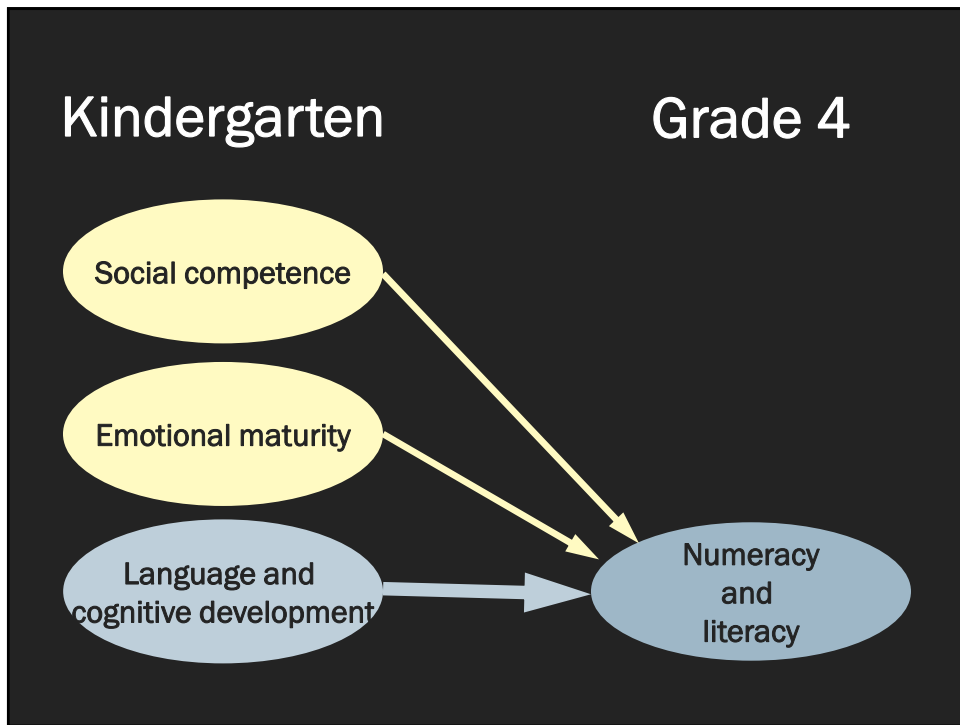 Kindergarten
Grade 4
Social competence
Emotional maturity
Language and
cognitive development
Numeracy
and
literacy